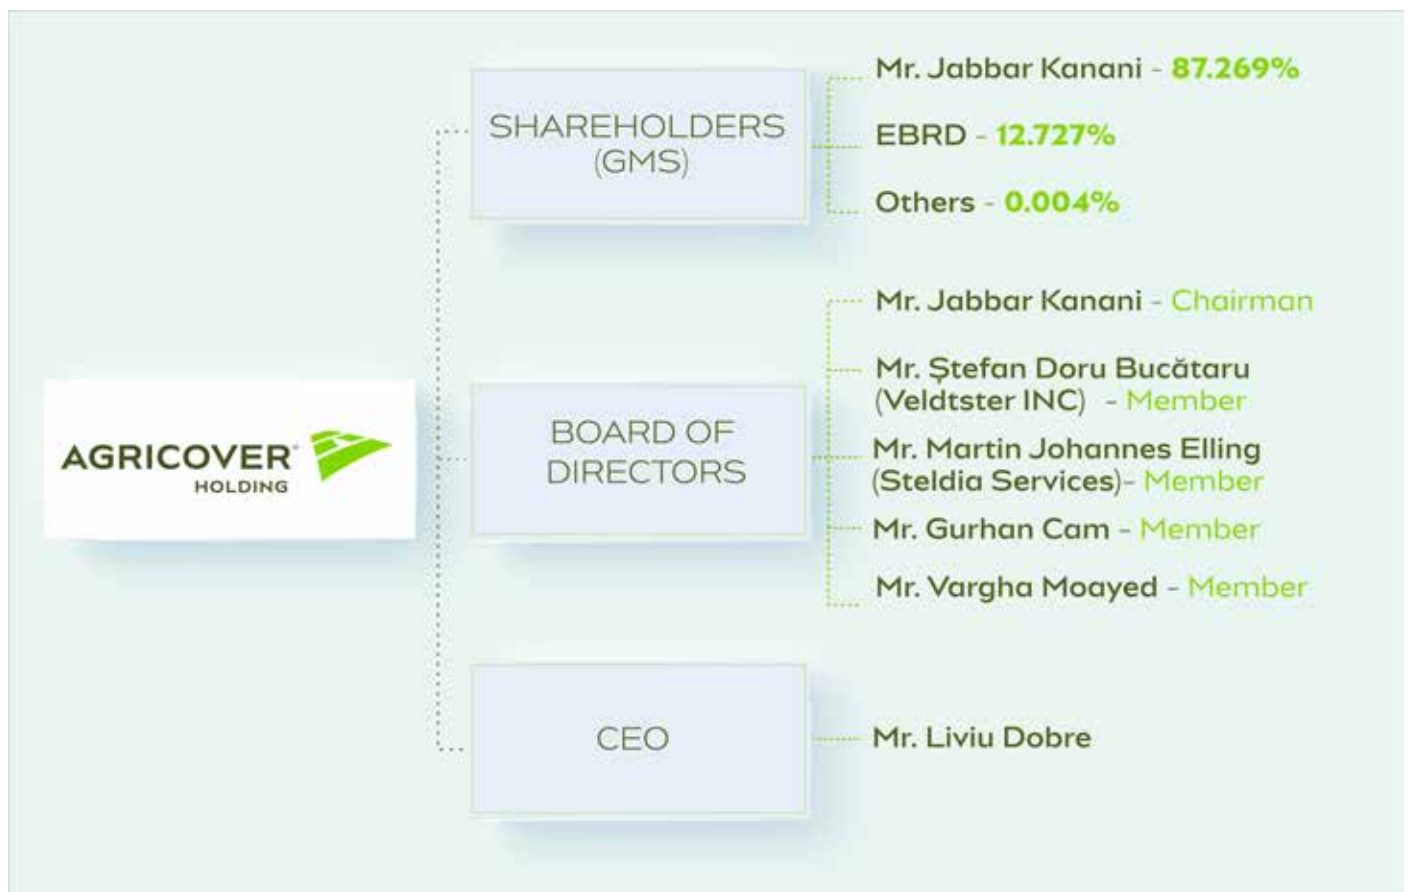 AGRICOVER
HOLDING
SHAREHOLDERS
(GMS)
Mr. Jabbar Kanani - 87.269%
EBRD - 12.727%
Others - 0.004%
BOARD OF
DIRECTORS
Mr. Jabbar Kanani - Chairman
Mr. Ștefan Doru Bucătaru
(Veldtster INC) - Member
Mr. Martin Johannes Elling
(Steldia Services)- Member
Mr. Gurhan Cam - Member
Mr. Vargha Moayed - Member
CEO
Mr. Liviu Dobre